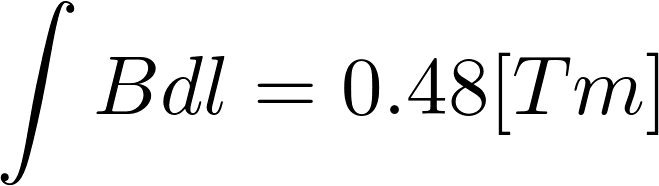 ∫ Bdl = 0.48[Tm]